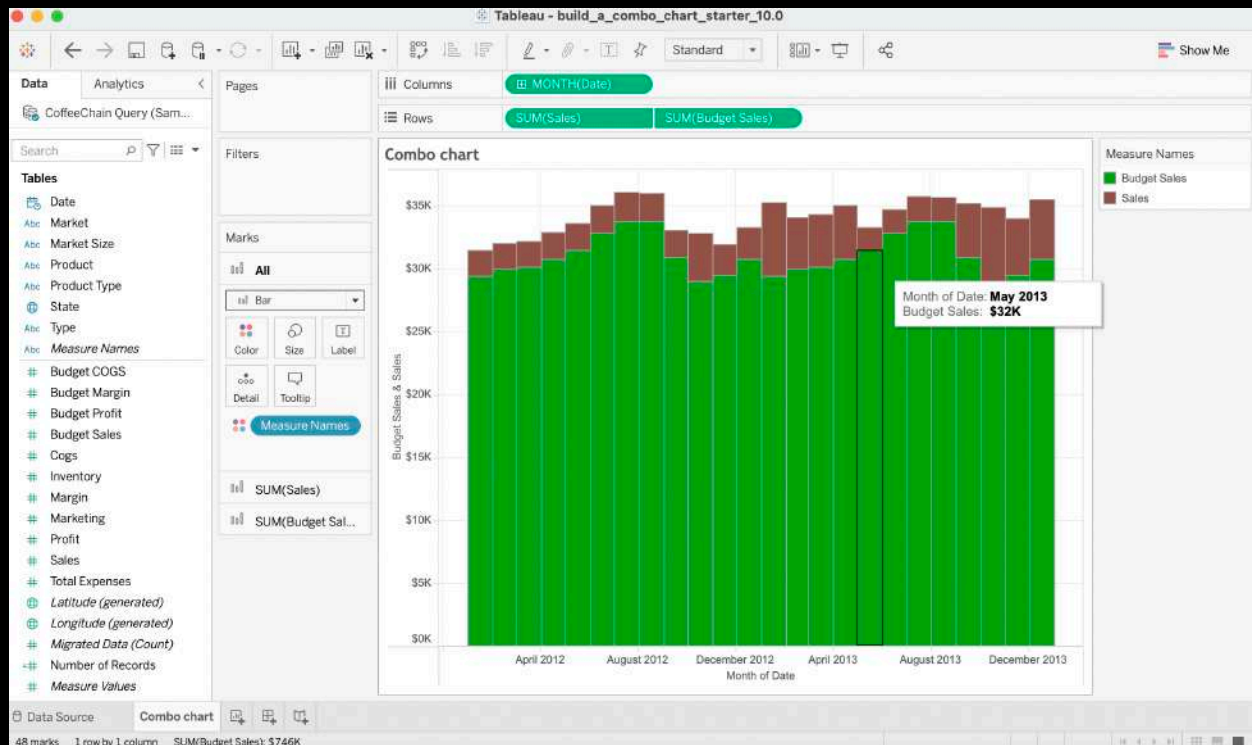 Tableau - build_a_combo_chart_starter_10.0
Standard
Show Me
Data
Analytics
CoffeeChain Query (Sam...
Search
Tables
Date
Abc Market
Abc Market Size
Abc Product
Abc Product Type
State
Abc Type
Abc Measure Names
# Budget COGS
# Budget Margin
# Budget Profit
# Budget Sales
# Cogs
# Inventory
# Margin
# Marketing
# Profit
# Sales
# Total Expenses
Latitude (generated)
Longitude (generated)
# Migrated Data (Count)
=# Number of Records
# Measure Values
Pages
Filters
Marks
All
Bar
Color
Size
Label
Detail
Tooltip
Measure Names
SUM(Sales)
SUM(Budget Sal...
Columns
MONTH(Date)
Rows
SUM(Sales)
SUM(Budget Sales)
Combo chart
Budget Sales & Sales
$35K
$30K
$25K
$20K
$15K
$10K
$5K
$0K
Month of Date: May 2013
Budget Sales: $32K
April 2012
August 2012
December 2012
April 2013
August 2013
December 2013
Month of Date
Measure Names
Budget Sales
Sales
Data Source
Combo chart
48 marks
1 row by 1 column
SUM(Budget Sales): $746K